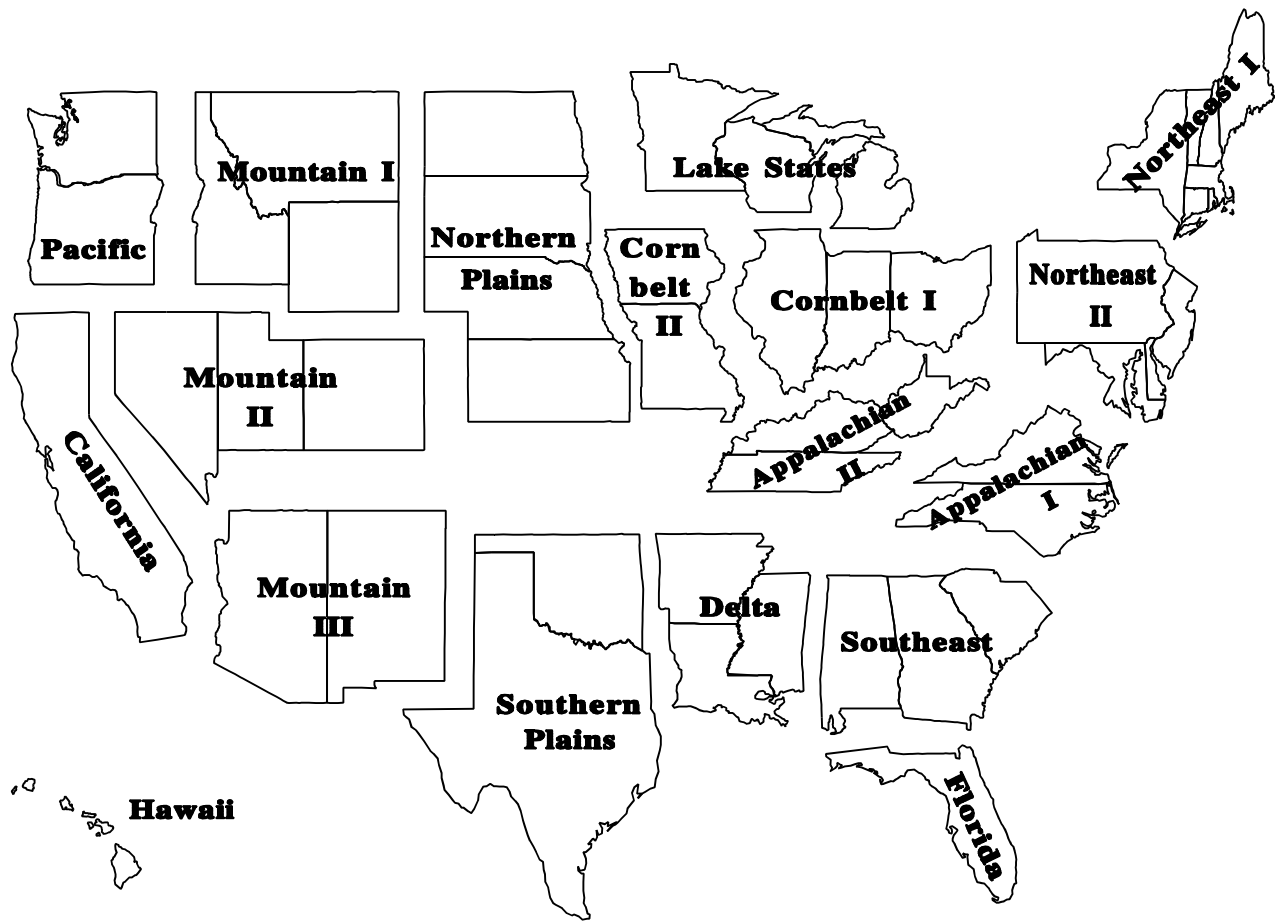 Northeast I
Mountain I
Lake States
Pacific
Northern
Plains
Corn
belt
II
Cornbelt I
Northeast
II
Mountain
II
California
Appalachian
II
Appalachian
I
Mountain
III
Delta
Southeast
Southern
Plains
Hawaii
Florida